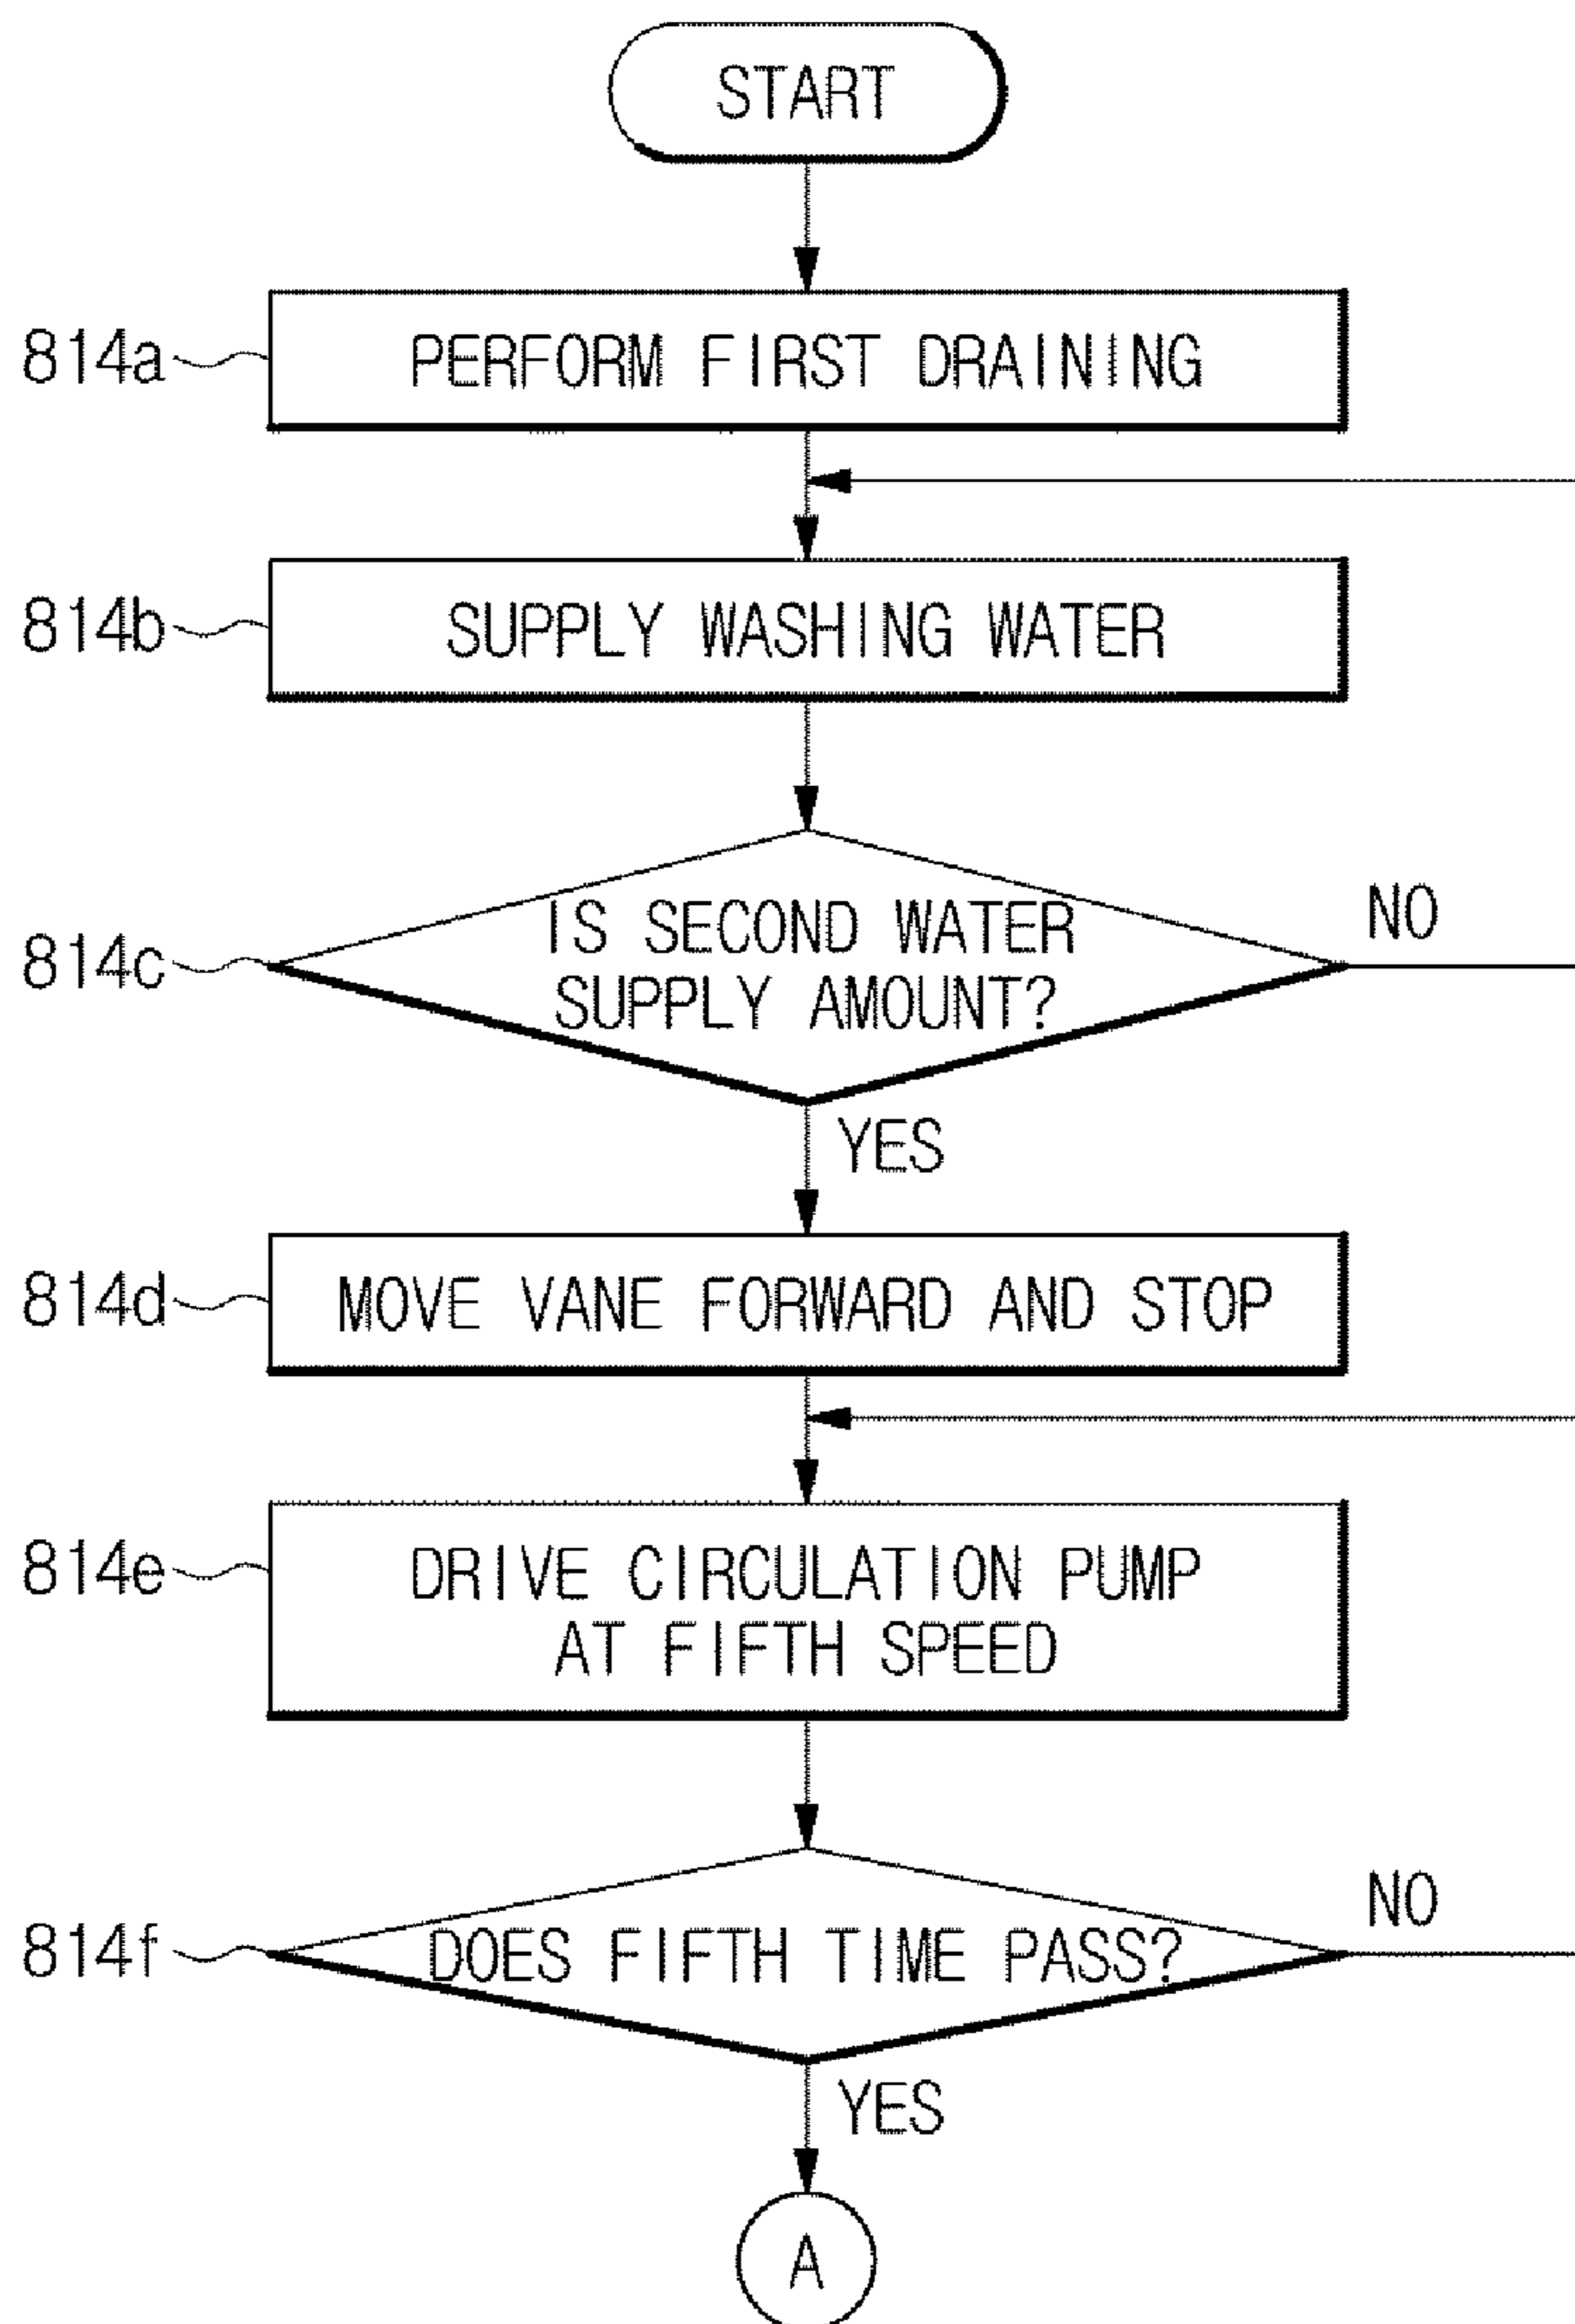 START
814a
PERFORM FIRST DRAINING
814b
SUPPLY WASHING WATER
814c
IS SECOND WATER
SUPPLY AMOUNT?
NO
YES
814d
MOVE VANE FORWARD AND STOP
814e
DRIVE CIRCULATION PUMP
AT FIFTH SPEED
814f
DOES FIFTH TIME PASS?
NO
YES
A